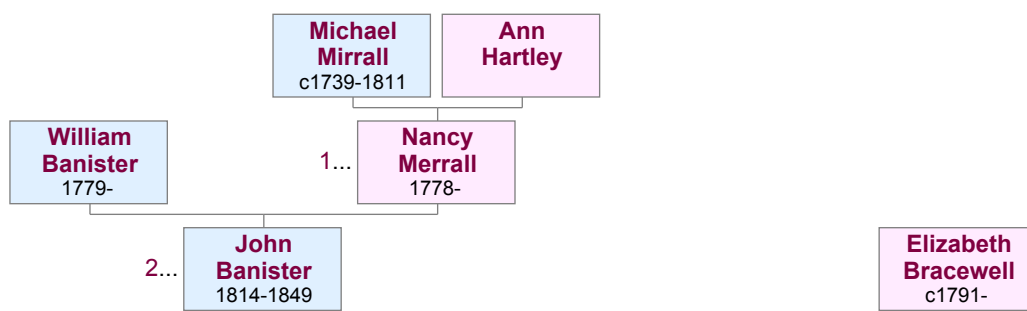 Michael
Mirrall
c1739-1811
Ann
Hartley
William
Banister
1779-
1...
Nancy
Merrall
1778-
2...
John
Banister
1814-1849
Elizabeth
Bracewell
c1791-